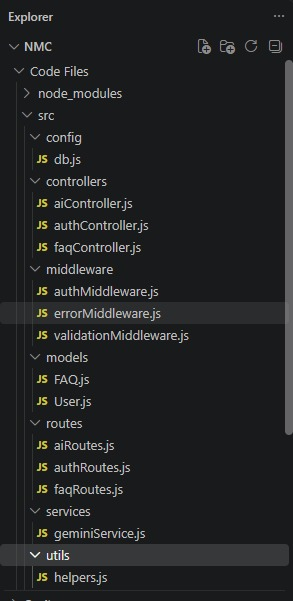 Explorer ...
NMC
Code Files
node_modules
src
config
JS db.js
controllers
JS aiController.js
JS authController.js
JS faqController.js
middleware
JS authMiddleware.js
JS errorMiddleware.js
JS validationMiddleware.js
models
JS FAQ.js
JS User.js
routes
JS aiRoutes.js
JS authRoutes.js
JS faqRoutes.js
services
JS geminiService.js
utils
JS helpers.js